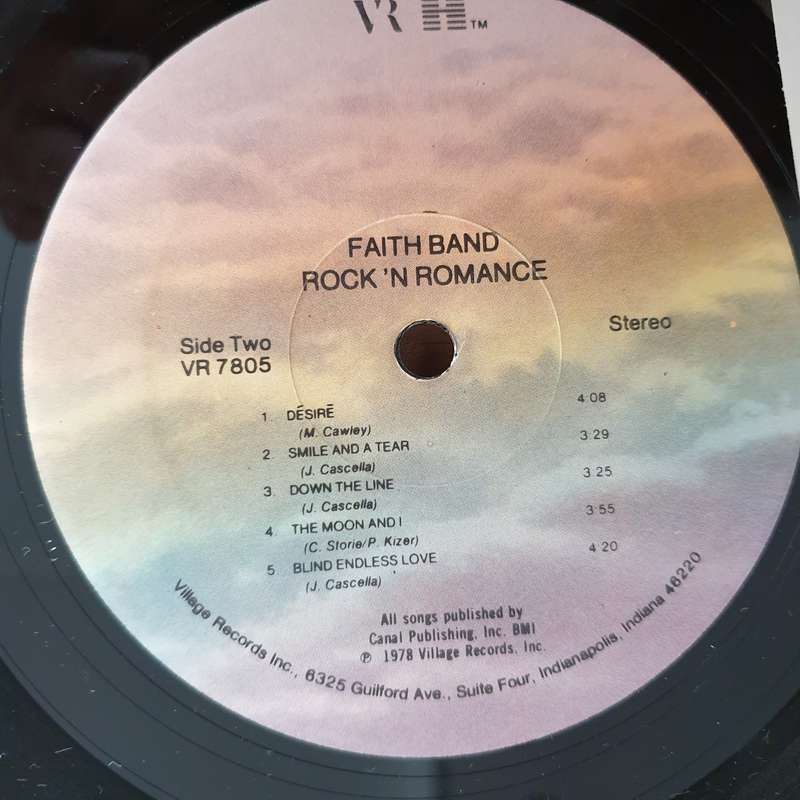 VR H™
FAITH BAND
ROCK 'N ROMANCE
Side Two
VR 7805
Stereo
1. DĒSIRĒ 4:08
(M. Cawley)
2. SMILE AND A TEAR 3:29
(J. Cascella)
3. DOWN THE LINE 3:25
(J. Cascella)
4. THE MOON AND I 3:55
(C. Storie/P. Kizer)
5. BLIND ENDLESS LOVE 4:20
(J. Cascella)
All songs published by
Canal Publishing, Inc. BMI
℗ 1978 Village Records, Inc.
Village Records Inc., 6325 Guilford Ave., Suite Four, Indianapolis, Indiana 46220